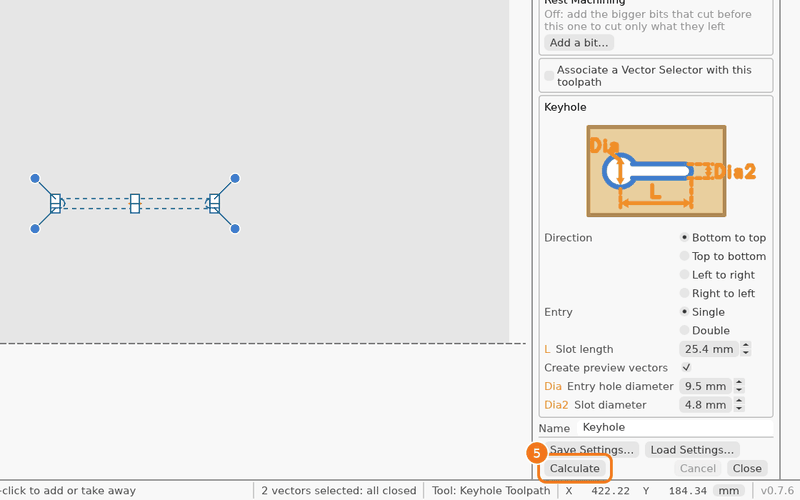 Rest Machining
Off: add the bigger bits that cut before
this one to cut only what they left
Add a bit...
Associate a Vector Selector with this
toolpath
Keyhole
Dia
Dia2
L
Direction
Bottom to top
Top to bottom
Left to right
Right to left
Entry
Single
Double
L Slot length 25.4 mm
Create preview vectors ✓
Dia Entry hole diameter 9.5 mm
Dia2 Slot diameter 4.8 mm
Name Keyhole
5
Save Settings... Load Settings...
Calculate Cancel Close
-click to add or take away 2 vectors selected: all closed Tool: Keyhole Toolpath X 422.22 Y 184.34 mm v0.7.6